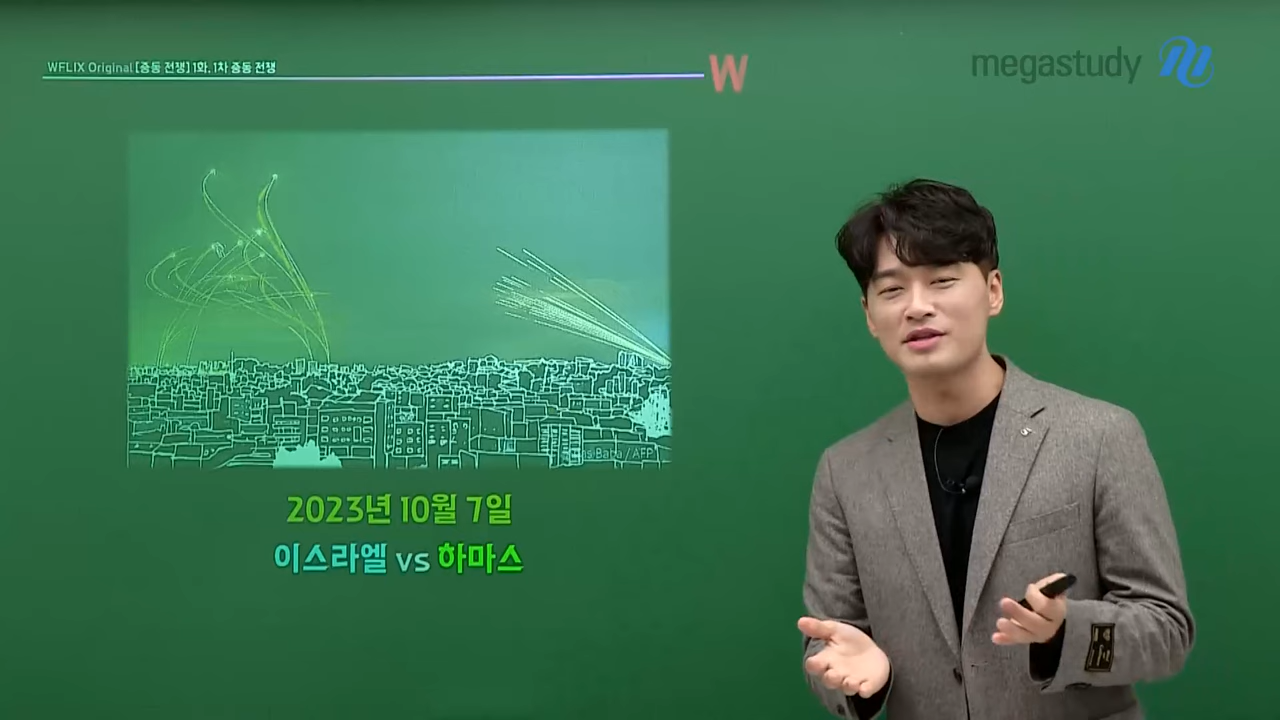 WFLIX Original [중동 전쟁] 1화. 1차 중동 전쟁
W
megastudy
2023년 10월 7일
이스라엘 vs 하마스
/ AFP